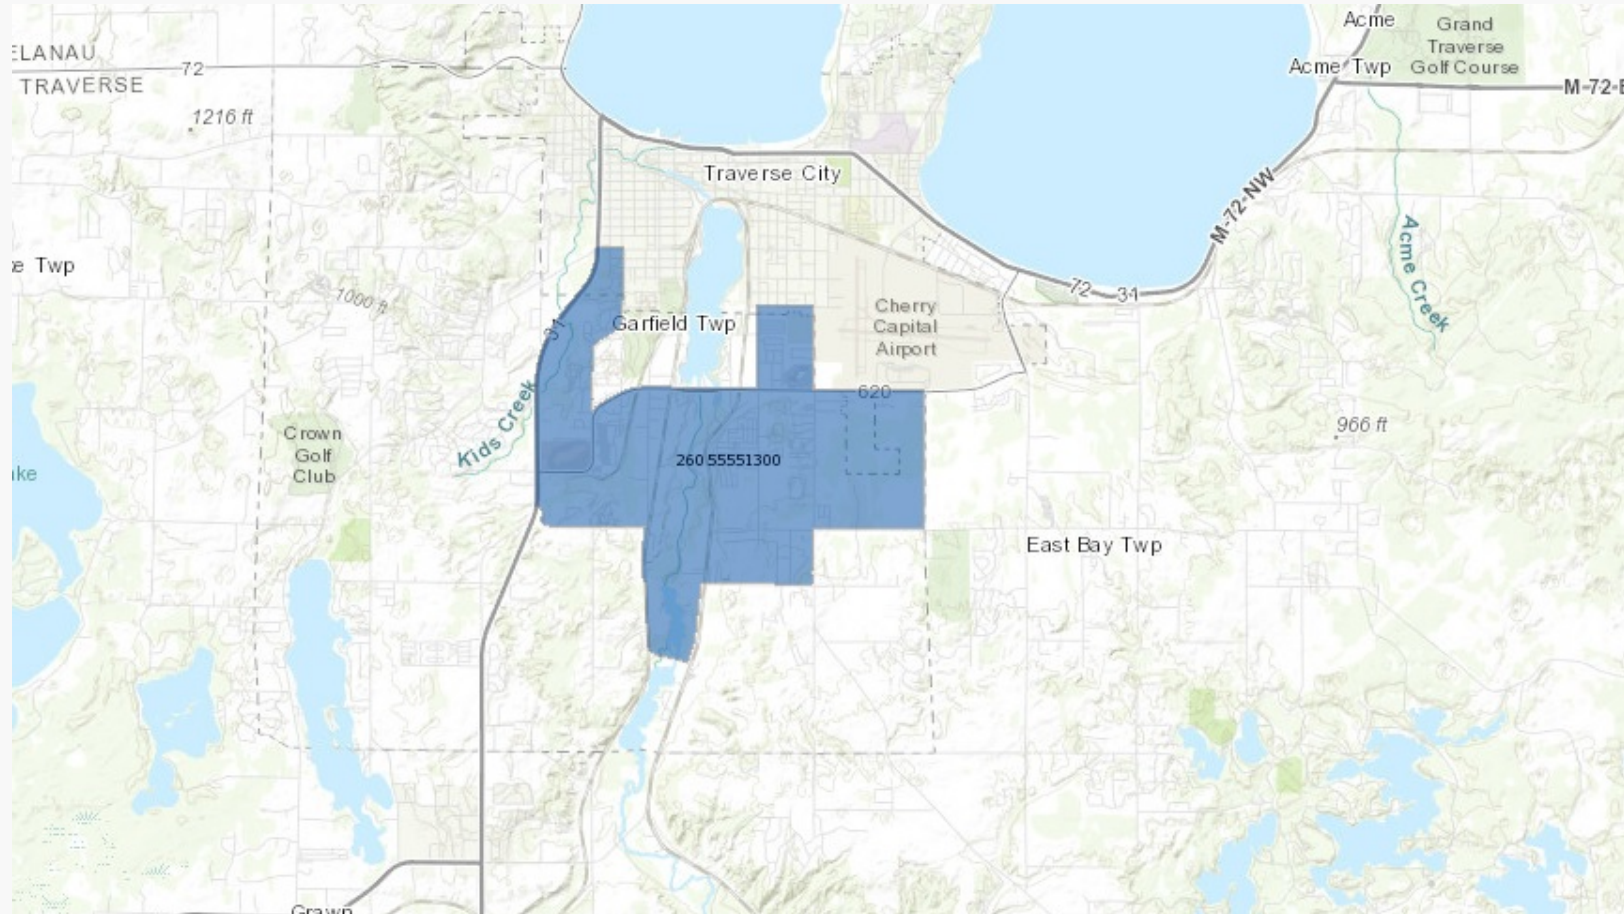 Acme
Grand
Traverse
Golf Course
ELANAU
72
TRAVERSE
Acme Twp
M-72-E
1216 ft
Traverse City
M-72-NW
Acme Creek
e Twp
1000 ft
72
31
Cherry
Capital
Airport
31
Garfield Twp
620
Kids Creek
966 ft
Crown
Golf
Club
260 55551300
ake
East Bay Twp
Grawn